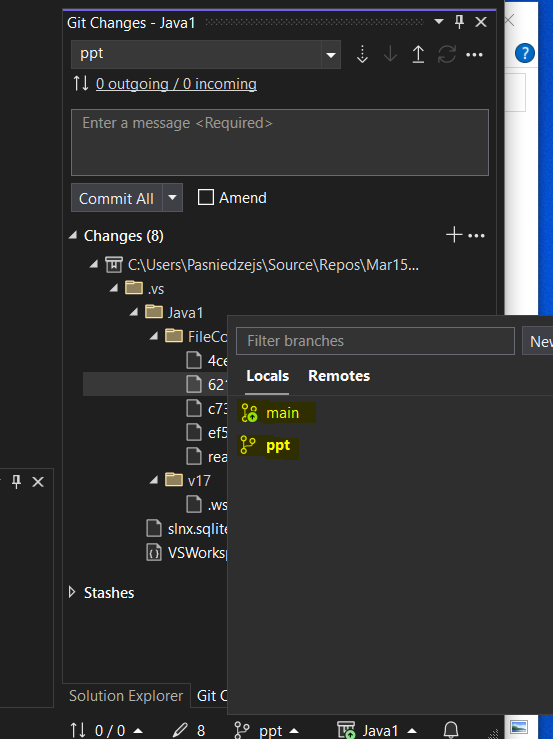 Git Changes - Java1
ppt
0 outgoing / 0 incoming
Enter a message <Required>
Commit All
Amend
Changes (8)
C:\Users\Pasniedzejs\Source\Repos\Mar15...
.vs
Java1
FileCo
4ce
621
c73
ef5
rea
v17
.ws
slnx.sqlite
VSWorksp
Stashes
Filter branches
New
Locals Remotes
main
ppt
Solution Explorer Git C
0 / 0 8 ppt Java1